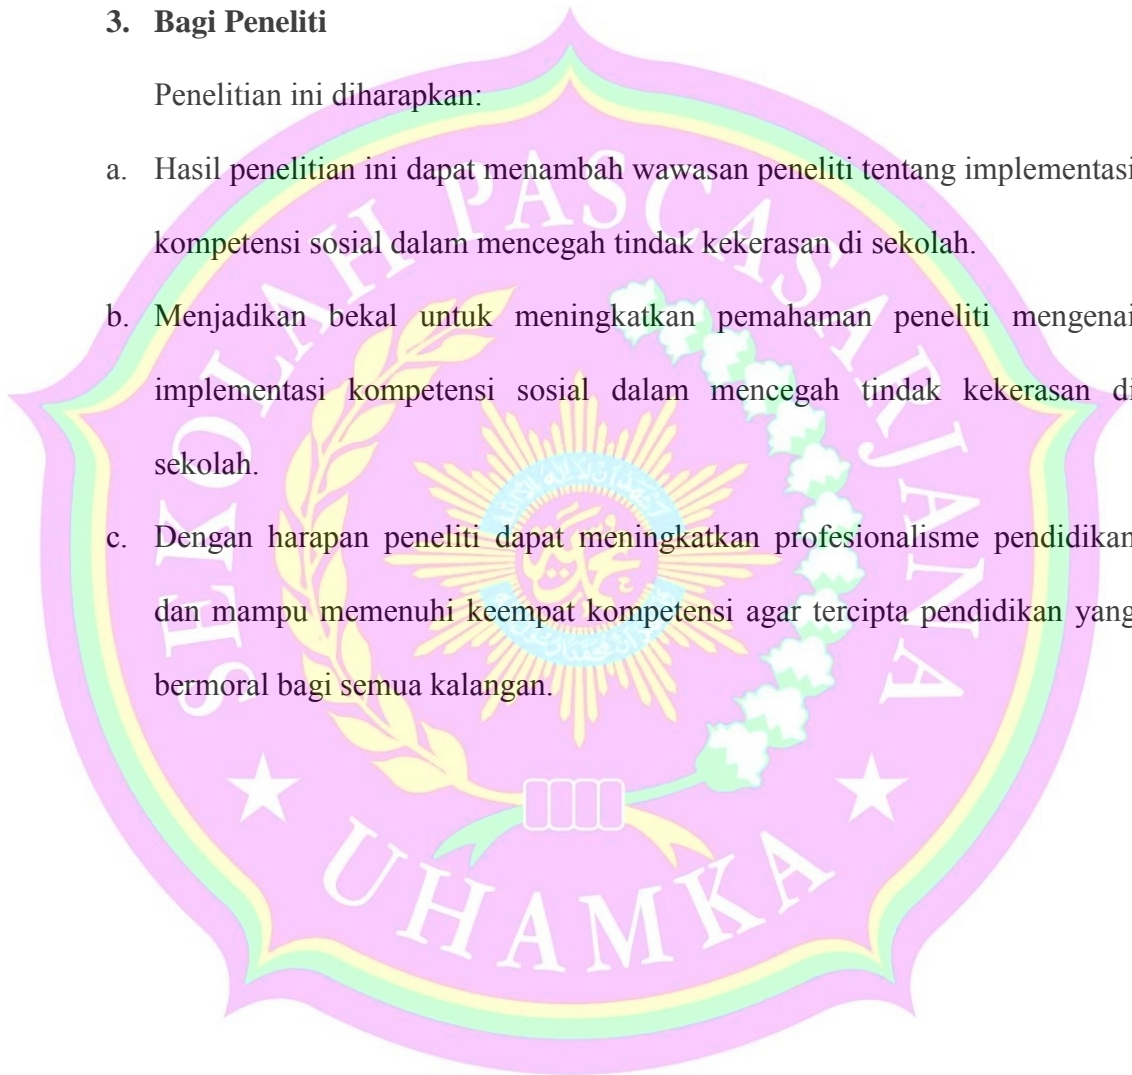 3. Bagi Peneliti
Penelitian ini diharapkan:
a. Hasil penelitian ini dapat menambah wawasan peneliti tentang implementasi
kompetensi sosial dalam mencegah tindak kekerasan di sekolah.
b. Menjadikan bekal untuk meningkatkan pemahaman peneliti mengenai
implementasi kompetensi sosial dalam mencegah tindak kekerasan di
sekolah.
c. Dengan harapan peneliti dapat meningkatkan profesionalisme pendidikan
dan mampu memenuhi keempat kompetensi agar tercipta pendidikan yang
bermoral bagi semua kalangan.
SEKOLAH PASCASARJANA
UHAMKA